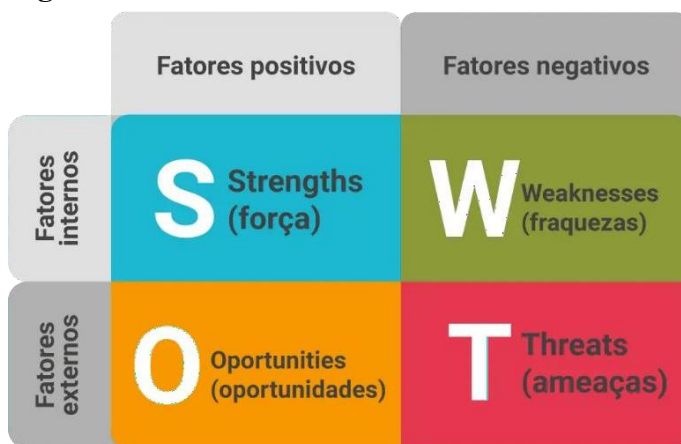 Fatores positivos
Fatores negativos
Fatores
internos
S
Strengths
(força)
W
Weaknesses
(fraquezas)
Fatores
externos
O
Oportunities
(oportunidades)
T
Threats
(ameaças)